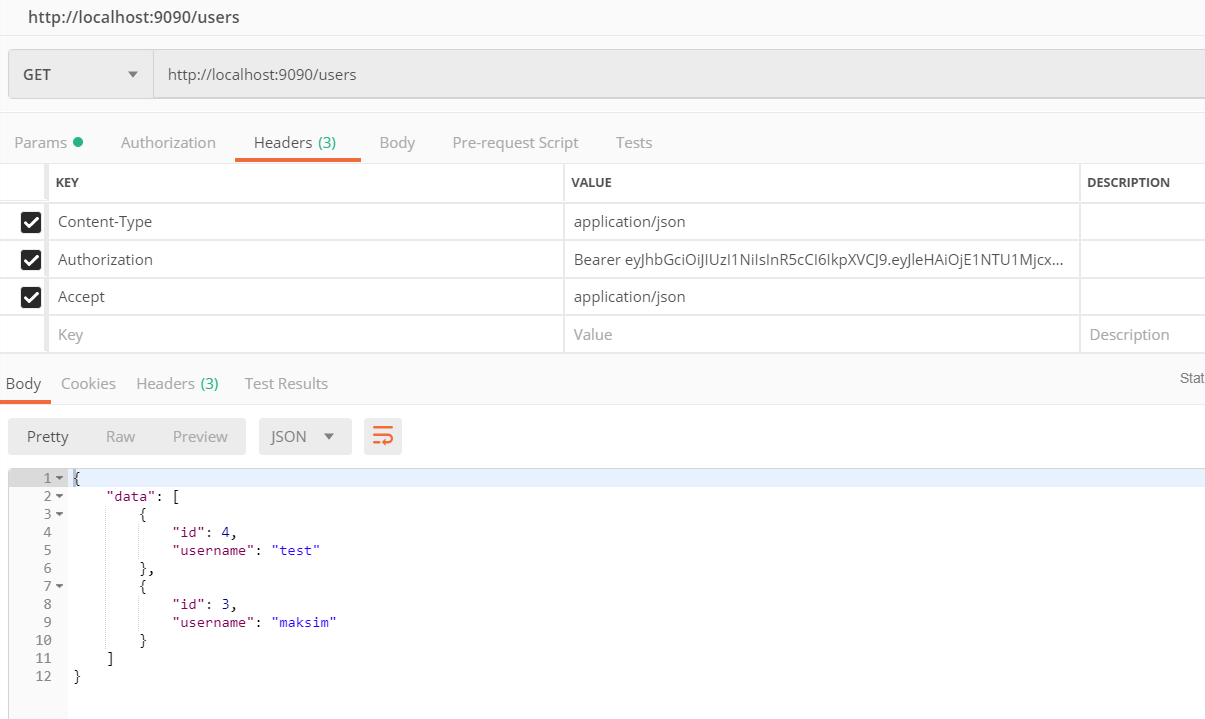 http://localhost:9090/users
GET http://localhost:9090/users
Params Authorization Headers (3) Body Pre-request Script Tests
KEY VALUE DESCRIPTION
Content-Type application/json
Authorization Bearer eyJhbGciOiJIUzI1NiIsInR5cCI6IkpXVCJ9.eyJleHAiOjE1NTU1Mjcx...
Accept application/json
Key Value Description
Body Cookies Headers (3) Test Results Stat
Pretty Raw Preview JSON
1 {
2 "data": [
3 {
4 "id": 4,
5 "username": "test"
6 },
7 {
8 "id": 3,
9 "username": "maksim"
10 }
11 ]
12 }